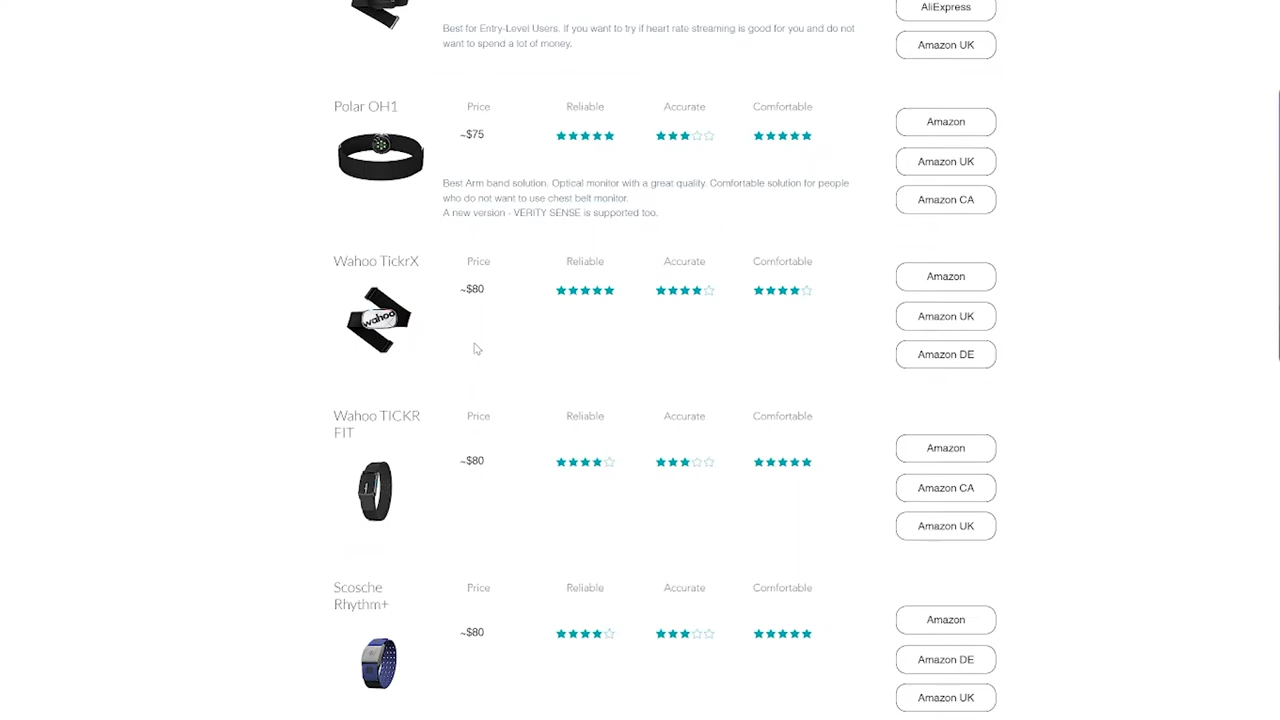 AliExpress
Best for Entry-Level Users. If you want to try if heart rate streaming is good for you and do not
want to spend a lot of money.
Amazon UK
Polar OH1
Price
Reliable
Accurate
Comfortable
~$75
Amazon
Amazon UK
Amazon CA
Best Arm band solution. Optical monitor with a great quality. Comfortable solution for people
who do not want to use chest belt monitor.
A new version - VERITY SENSE is supported too.
Wahoo TickrX
Price
Reliable
Accurate
Comfortable
~$80
wahoo
Amazon
Amazon UK
Amazon DE
Wahoo TICKR
FIT
Price
Reliable
Accurate
Comfortable
~$80
Amazon
Amazon CA
Amazon UK
Scosche
Rhythm+
Price
Reliable
Accurate
Comfortable
~$80
Amazon
Amazon DE
Amazon UK